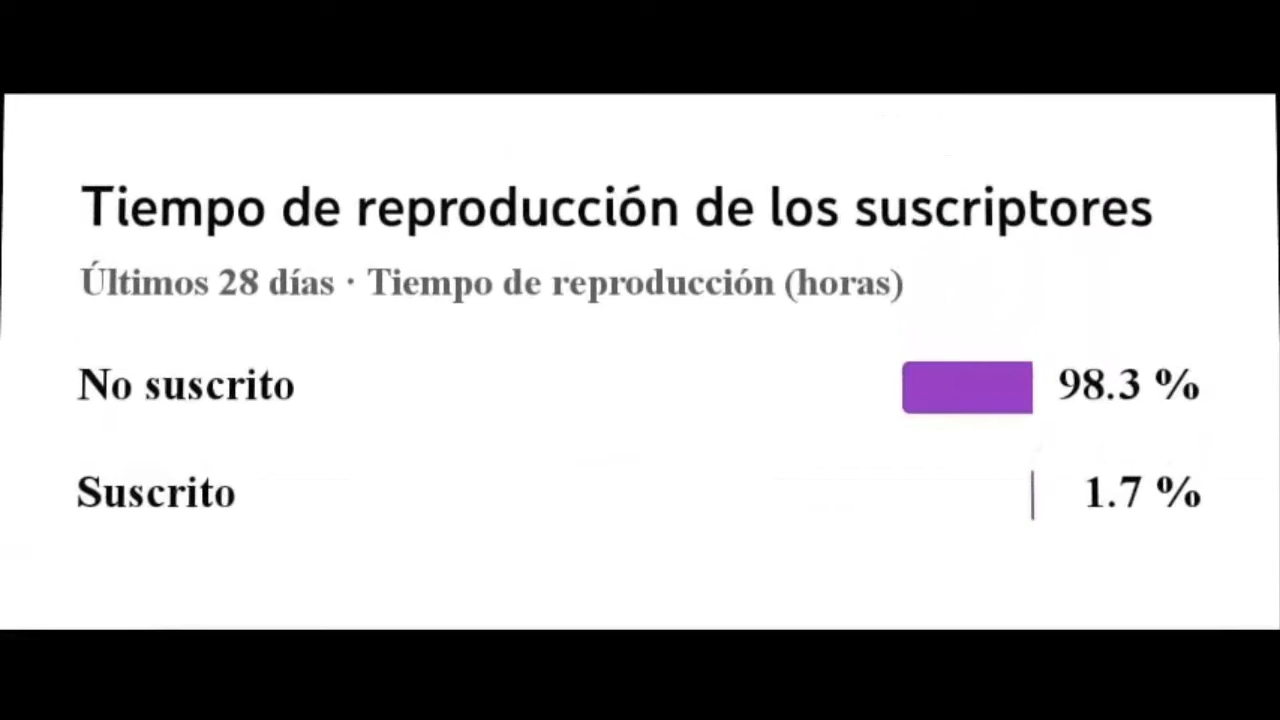 Tiempo de reproducción de los suscriptores
Últimos 28 días · Tiempo de reproducción (horas)
No suscrito 98.3 %
Suscrito 1.7 %